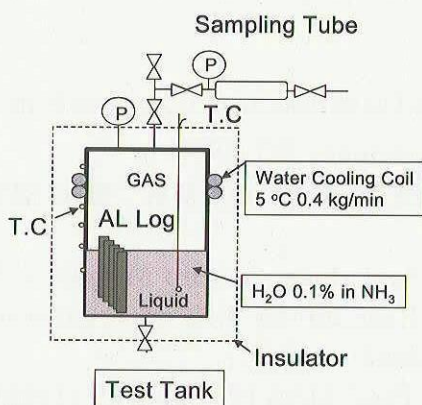 Sampling Tube
P
P
T.C
GAS
Water Cooling Coil
5 °C 0.4 kg/min
T.C
AL Log
H₂O 0.1% in NH₃
Liquid
Insulator
Test Tank